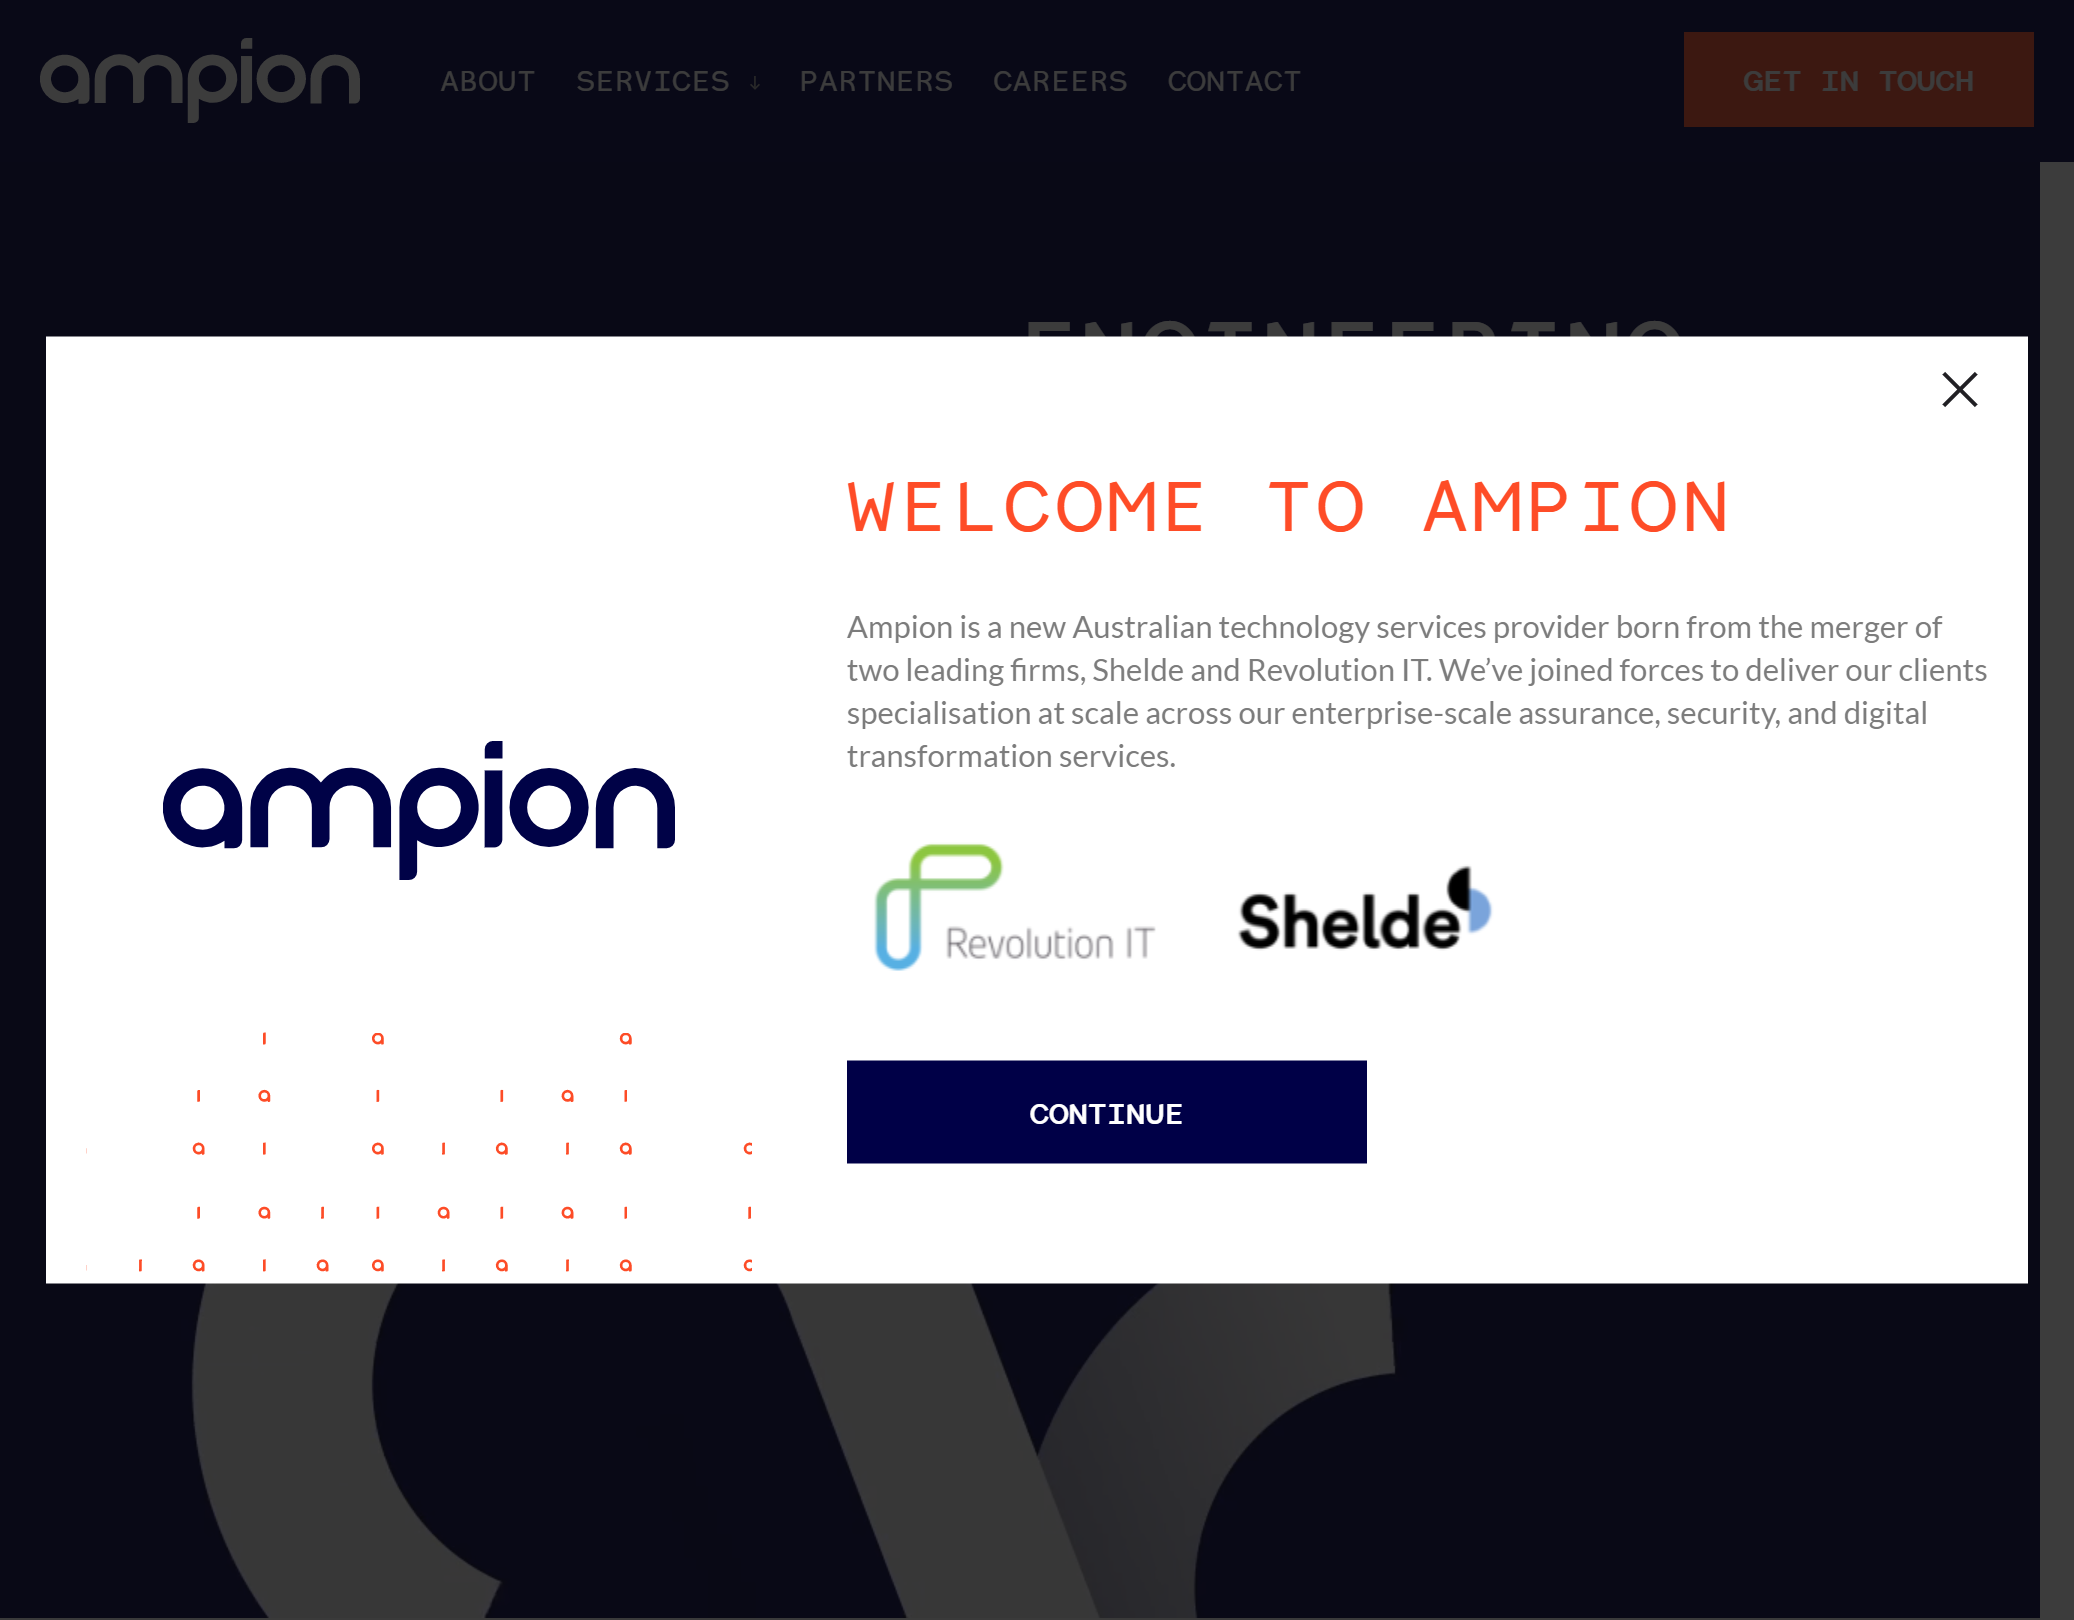 ampion
ABOUT SERVICES ↓ PARTNERS CAREERS CONTACT
GET IN TOUCH
ENGINEERING
WELCOME TO AMPION
Ampion is a new Australian technology services provider born from the merger of
two leading firms, Shelde and Revolution IT. We’ve joined forces to deliver our clients
specialisation at scale across our enterprise-scale assurance, security, and digital
transformation services.
ampion
Revolution IT
Shelde
CONTINUE